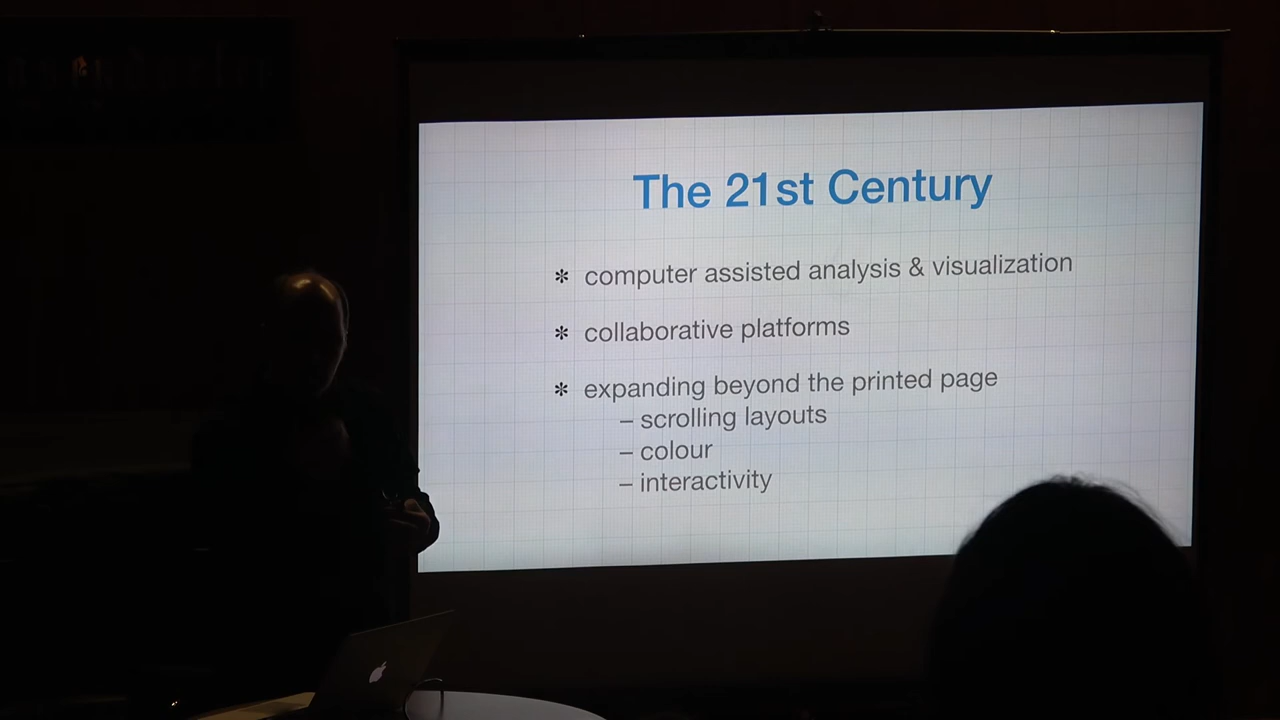 The 21st Century
* computer assisted analysis & visualization
* collaborative platforms
* expanding beyond the printed page
– scrolling layouts
– colour
– interactivity